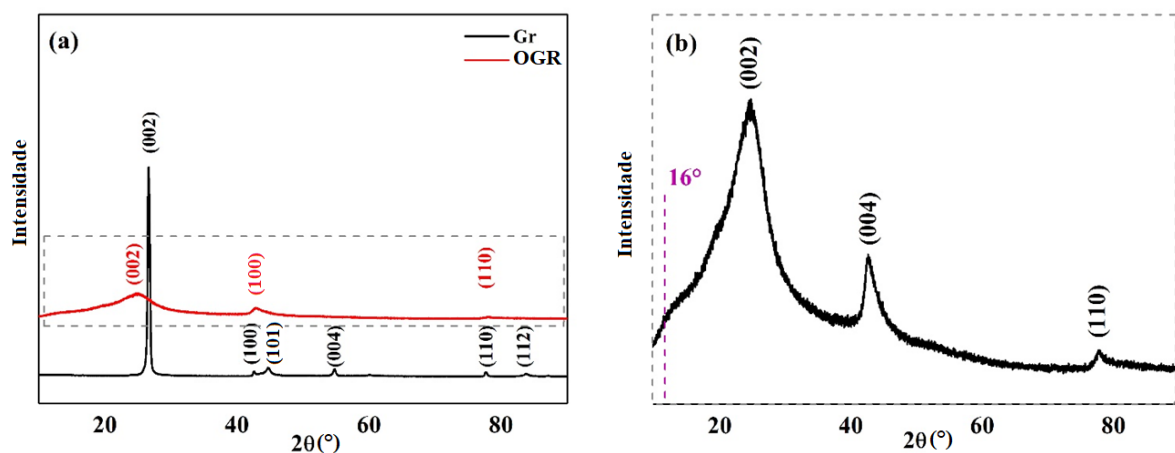 (a)
Gr
OGR
(002)
(002)
(100)
(110)
(100)
(101)
(004)
(110)
(112)
Intensidade
20
40
60
80
2θ(°)
(b)
(002)
16°
(004)
(110)
Intensidade
20
40
60
80
2θ(°)